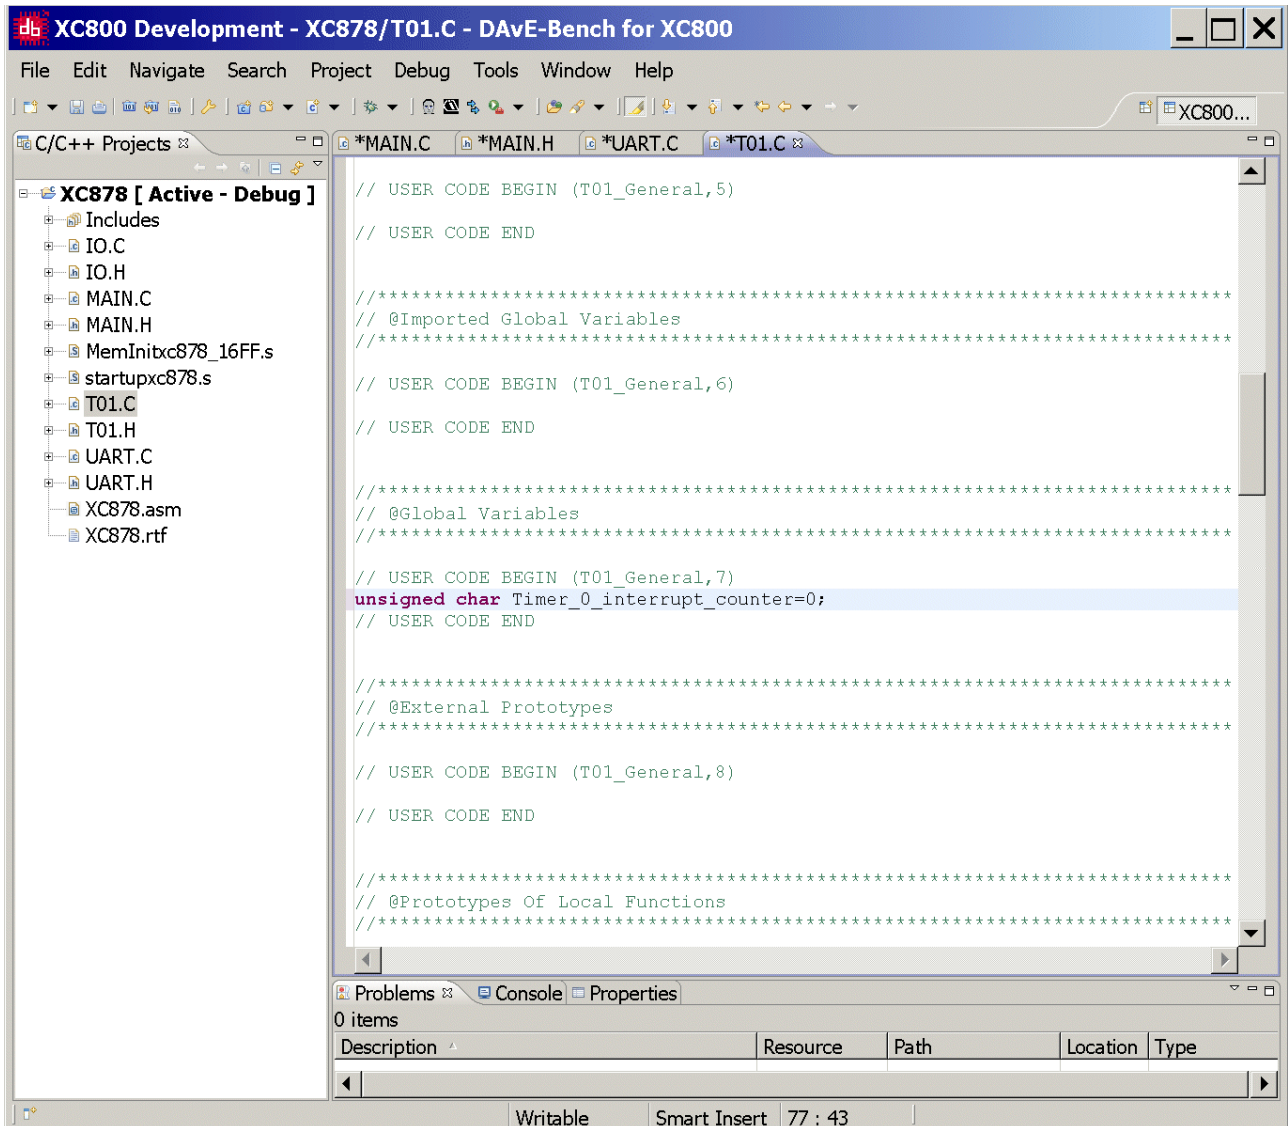 XC800 Development - XC878/T01.C - DAvE-Bench for XC800
File Edit Navigate Search Project Debug Tools Window Help
XC800...
C/C++ Projects
*MAIN.C *MAIN.H *UART.C *T01.C
XC878 [ Active - Debug ]
Includes
IO.C
IO.H
MAIN.C
MAIN.H
MemInitxc878_16FF.s
startupxc878.s
T01.C
T01.H
UART.C
UART.H
XC878.asm
XC878.rtf
// USER CODE BEGIN (T01_General,5)
// USER CODE END
//****************************************************************************
// @Imported Global Variables
//****************************************************************************
// USER CODE BEGIN (T01_General,6)
// USER CODE END
//****************************************************************************
// @Global Variables
//****************************************************************************
// USER CODE BEGIN (T01_General,7)
unsigned char Timer_0_interrupt_counter=0;
// USER CODE END
//****************************************************************************
// @External Prototypes
//****************************************************************************
// USER CODE BEGIN (T01_General,8)
// USER CODE END
//****************************************************************************
// @Prototypes Of Local Functions
//****************************************************************************
Problems Console Properties
0 items
Description Resource Path Location Type
Writable Smart Insert 77 : 43